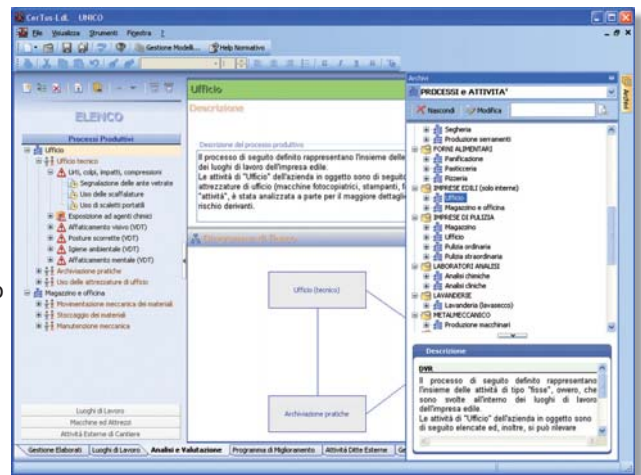 CerTus-LdL UNICO
File Visualizza Strumenti Finestra ?
Gestione Modelli... Help Normativo
ELENCO
Processi Produttivi
Ufficio
Ufficio tecnico
Urti, colpi, impatti, compressioni
Segnalazione delle ante vetrate
Uso delle scaffalature
Uso di scaletti portatili
Esposizione ad agenti chimici
Affaticamento visivo (VDT)
Posture scorrette (VDT)
Igiene ambientale (VDT)
Affaticamento mentale (VDT)
Archiviazione pratiche
Uso delle attrezzature di ufficio
Magazzino e officina
Movimentazione meccanica dei materiali
Stoccaggio dei materiali
Manutenzione meccanica
Luoghi di Lavoro
Macchine ed Attrezzi
Attività Esterne di Cantiere
Ufficio
Descrizione
Descrizione del processo produttivo
Il processo di seguito definito rappresentano l'insieme delle
dei luoghi di lavoro dell'impresa edile.
Le attività di "Ufficio" dell'azienda in oggetto sono di seguito
attrezzature di ufficio (macchine fotocopiatrici, stampanti, f
"attività", è stata analizzata a parte per il maggiore dettaglio
rischio derivanti.
Ufficio (tecnico)
Archiviazione pratiche
Archivi
PROCESSI e ATTIVITA'
Nascondi Modifica
Segheria
Produzione serramenti
FORNI ALIMENTARI
Panificazione
Pasticceria
Pizzeria
IMPRESE EDILI (solo interne)
Ufficio
Magazzino e officina
IMPRESE DI PULIZIA
Magazzino
Ufficio
Pulizia ordinaria
Pulizia straordinaria
LABORATORI ANALISI
Analisi chimiche
Analisi cliniche
LAVANDERIE
Lavanderia (lavasecco)
METALMECCANICO
Produzione macchinari
Descrizione
DVR
Il processo di seguito definito rappresentano
l'insieme delle attività di tipo "fisse", ovvero, che
sono svolte all'interno dei luoghi di lavoro
dell'impresa edile.
Le attività di "Ufficio" dell'azienda in oggetto sono
di seguito elencate ed, inoltre, si può rilevare
Archivi
Gestione Elaborati Luoghi di Lavoro Analisi e Valutazione Programma di Miglioramento Attività Ditte Esterne